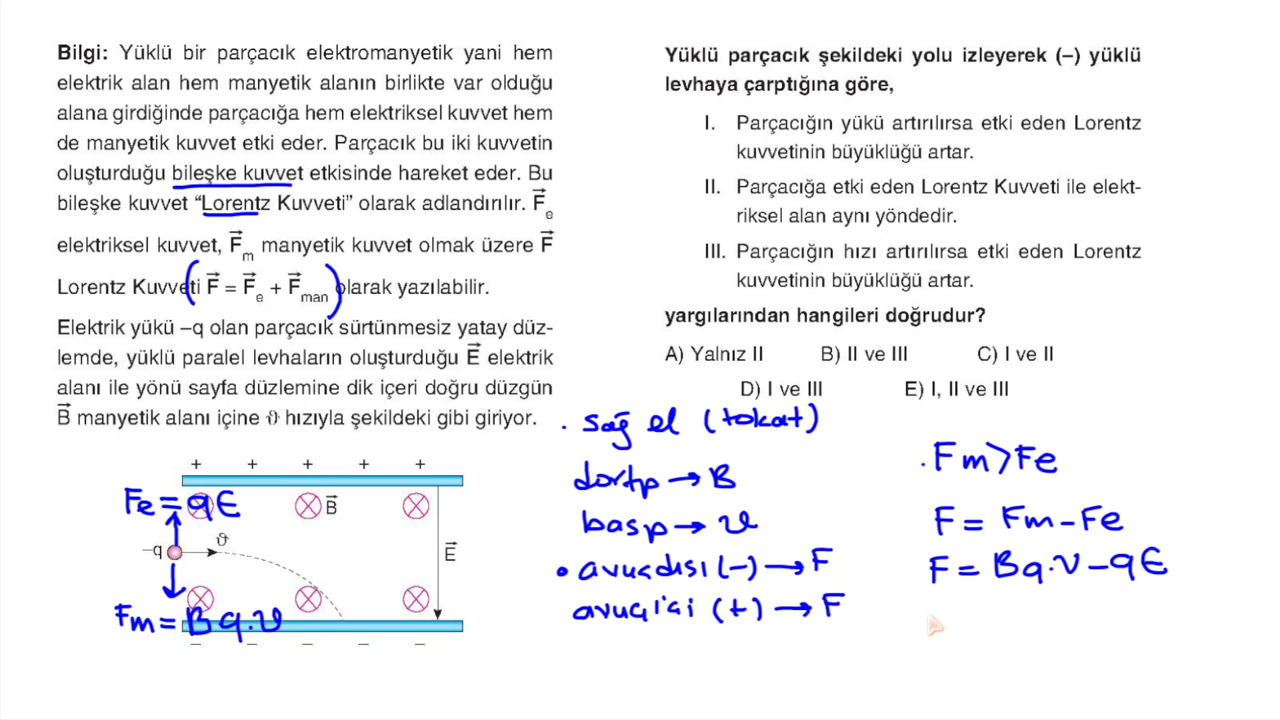 Bilgi: Yüklü bir parçacık elektromanyetik yani hem
elektrik alan hem manyetik alanın birlikte var olduğu
alana girdiğinde parçacığa hem elektriksel kuvvet hem
de manyetik kuvvet etki eder. Parçacık bu iki kuvvetin
oluşturduğu bileşke kuvvet etkisinde hareket eder. Bu
bileşke kuvvet “Lorentz Kuvveti” olarak adlandırılır. F⃗e
elektriksel kuvvet, F⃗m manyetik kuvvet olmak üzere F⃗
Lorentz Kuvveti (F⃗ = F⃗e + F⃗man) olarak yazılabilir.
Elektrik yükü –q olan parçacık sürtünmesiz yatay düz-
lemde, yüklü paralel levhaların oluşturduğu E⃗ elektrik
alanı ile yönü sayfa düzlemine dik içeri doğru düzgün
B⃗ manyetik alanı içine ϑ hızıyla şekildeki gibi giriyor.
+ + + + +
Fe = qE
B⃗
–q
ϑ
E⃗
Fm = Bq.ϑ
– – – – –
Yüklü parçacık şekildeki yolu izleyerek (–) yüklü
levhaya çarptığına göre,
I. Parçacığın yükü artırılırsa etki eden Lorentz
kuvvetinin büyüklüğü artar.
II. Parçacığa etki eden Lorentz Kuvveti ile elekt-
riksel alan aynı yöndedir.
III. Parçacığın hızı artırılırsa etki eden Lorentz
kuvvetinin büyüklüğü artar.
yargılarından hangileri doğrudur?
A) Yalnız II B) II ve III C) I ve II
D) I ve III E) I, II ve III
. sağ el (tokat)
dörtp → B
başp → ϑ
• avuçdışı (–) → F
avuçiçi (+) → F
. Fm > Fe
F = Fm – Fe
F = Bq.ϑ – qE